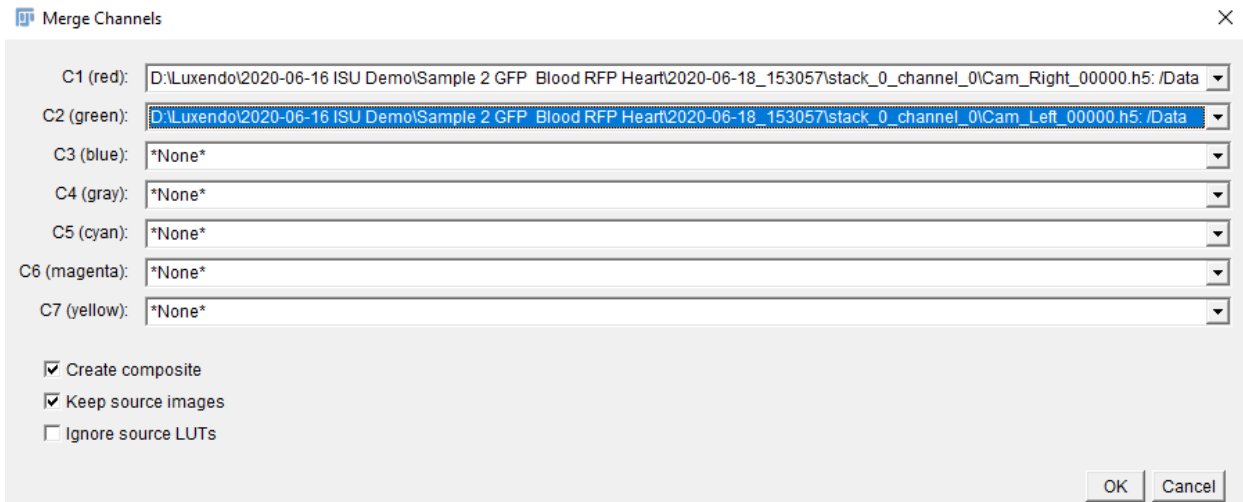 Merge Channels
C1 (red): D:\Luxendo\2020-06-16 ISU Demo\Sample 2 GFP  Blood RFP Heart\2020-06-18_153057\stack_0_channel_0\Cam_Right_00000.h5: /Data
C2 (green): D:\Luxendo\2020-06-16 ISU Demo\Sample 2 GFP  Blood RFP Heart\2020-06-18_153057\stack_0_channel_0\Cam_Left_00000.h5: /Data
C3 (blue): *None*
C4 (gray): *None*
C5 (cyan): *None*
C6 (magenta): *None*
C7 (yellow): *None*
Create composite
Keep source images
Ignore source LUTs
OK Cancel